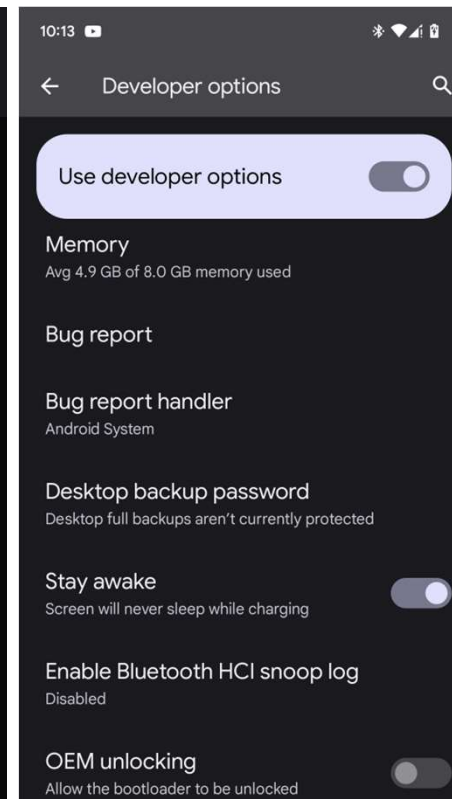 10:13
Developer options
Use developer options
Memory
Avg 4.9 GB of 8.0 GB memory used
Bug report
Bug report handler
Android System
Desktop backup password
Desktop full backups aren’t currently protected
Stay awake
Screen will never sleep while charging
Enable Bluetooth HCI snoop log
Disabled
OEM unlocking
Allow the bootloader to be unlocked